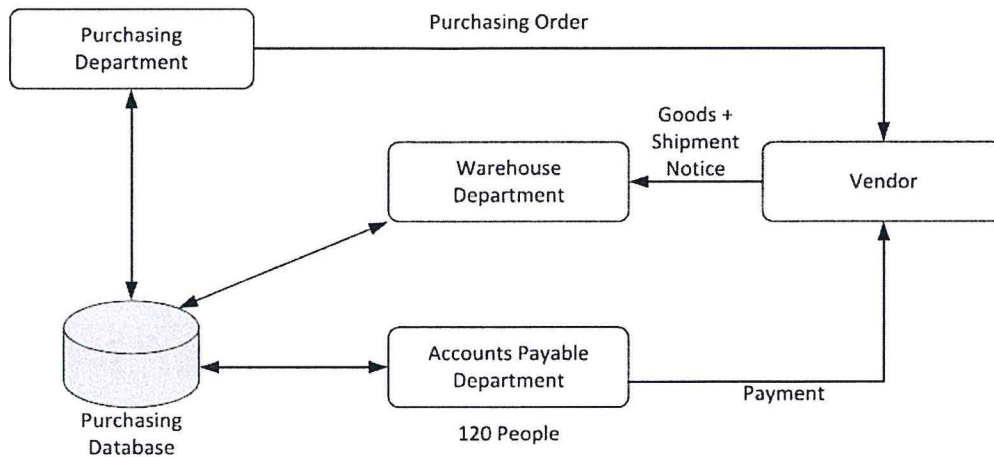 Purchasing Order
Purchasing
Department
Goods +
Shipment
Notice
Warehouse
Department
Vendor
Accounts Payable
Department
Payment
120 People
Purchasing
Database